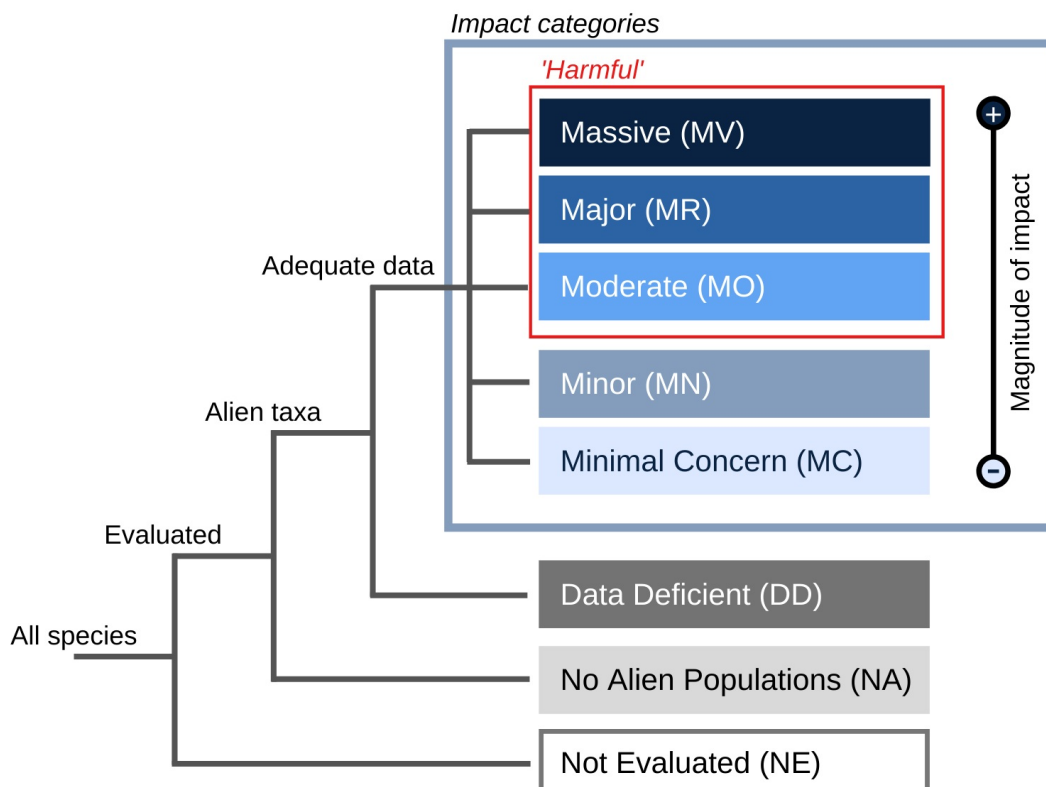 Impact categories
'Harmful'
Massive (MV)
+
Major (MR)
Adequate data
Moderate (MO)
Magnitude of impact
Minor (MN)
Alien taxa
Minimal Concern (MC)
-
Evaluated
Data Deficient (DD)
All species
No Alien Populations (NA)
Not Evaluated (NE)